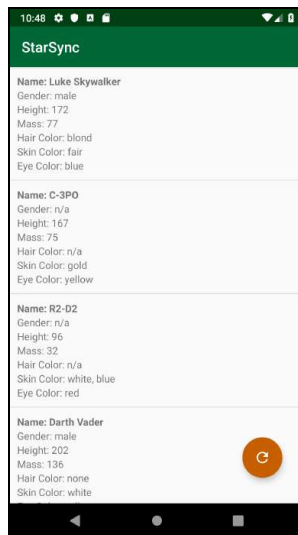 10:48
StarSync
Name: Luke Skywalker
Gender: male
Height: 172
Mass: 77
Hair Color: blond
Skin Color: fair
Eye Color: blue
Name: C-3PO
Gender: n/a
Height: 167
Mass: 75
Hair Color: n/a
Skin Color: gold
Eye Color: yellow
Name: R2-D2
Gender: n/a
Height: 96
Mass: 32
Hair Color: n/a
Skin Color: white, blue
Eye Color: red
Name: Darth Vader
Gender: male
Height: 202
Mass: 136
Hair Color: none
Skin Color: white